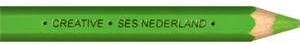 · CREATIVE · SES NEDERLAND ·